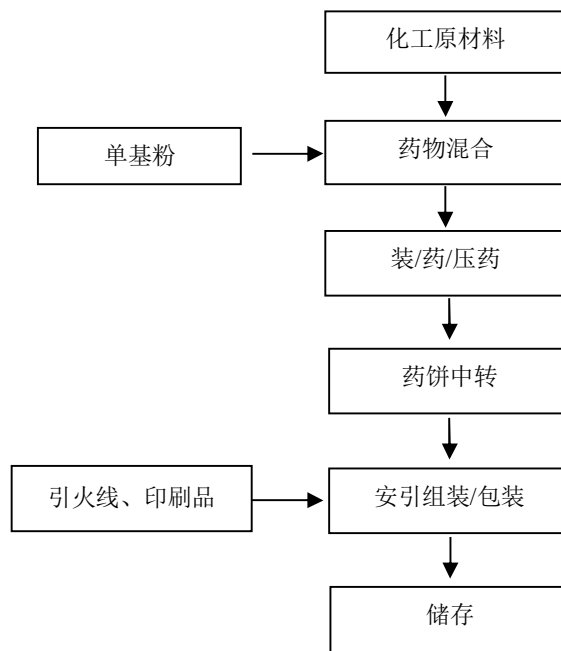 化工原材料
单基粉
药物混合
装/药/压药
药饼中转
引火线、印刷品
安引组装/包装
储存